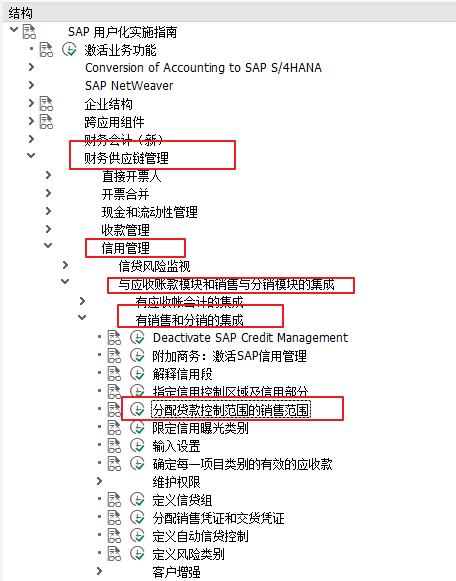 结构
SAP 用户化实施指南
激活业务功能
Conversion of Accounting to SAP S/4HANA
SAP NetWeaver
企业结构
跨应用组件
财务会计（新）
财务供应链管理
直接开票人
开票合并
现金和流动性管理
收款管理
信用管理
信贷风险监视
与应收账款模块和销售与分销模块的集成
有应收帐会计的集成
有销售和分销的集成
Deactivate SAP Credit Management
附加商务：激活SAP信用管理
解释信用段
指定信用控制区域及信用部分
分配贷款控制范围的销售范围
限定信用曝光类别
输入设置
确定每一项目类别的有效的应收款
维护权限
定义信贷组
分配销售凭证和交货凭证
定义自动信贷控制
定义风险类别
客户增强